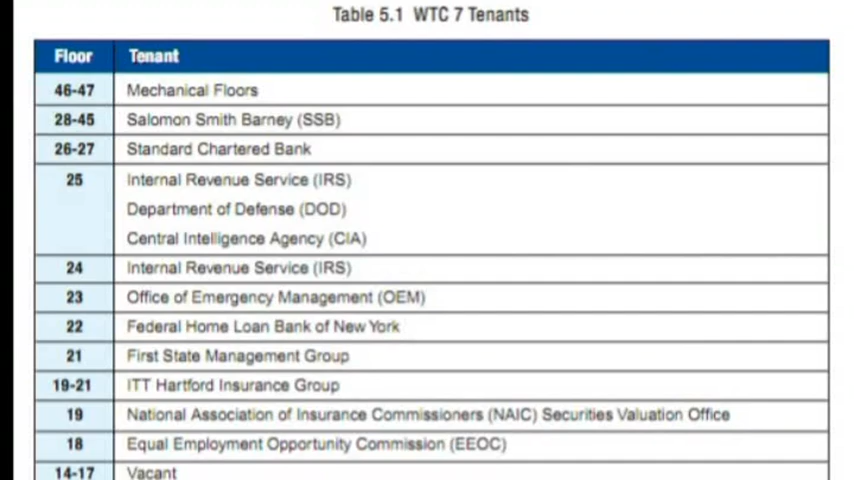 Table 5.1 WTC 7 Tenants
Floor Tenant
46-47 Mechanical Floors
28-45 Salomon Smith Barney (SSB)
26-27 Standard Chartered Bank
25 Internal Revenue Service (IRS)
Department of Defense (DOD)
Central Intelligence Agency (CIA)
24 Internal Revenue Service (IRS)
23 Office of Emergency Management (OEM)
22 Federal Home Loan Bank of New York
21 First State Management Group
19-21 ITT Hartford Insurance Group
19 National Association of Insurance Commissioners (NAIC) Securities Valuation Office
18 Equal Employment Opportunity Commission (EEOC)
14-17 Vacant